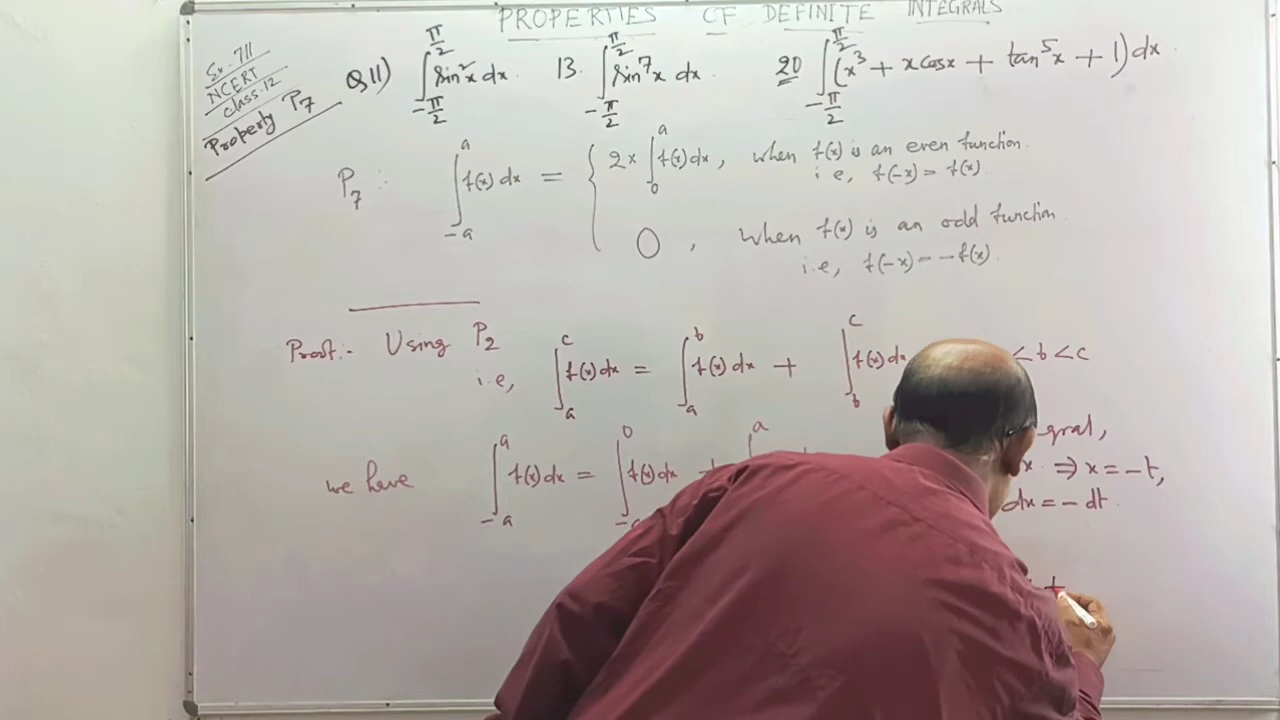 PROPERTIES OF DEFINITE INTEGRALS
Ex. 7.11
NCERT
class.12
Property P₇
Q 11) ∫_{-π/2}^{π/2} sin²x dx. 13. ∫_{-π/2}^{π/2} sin⁷x dx. 20 ∫_{-π/2}^{π/2} (x³ + x cosx + tan⁵x + 1) dx
P₇ : ∫_{-a}^{a} f(x) dx = { 2 × ∫_{0}^{a} f(x) dx, when f(x) is an even function.
i.e, f(-x) = f(x).
0, when f(x) is an odd function.
i.e, f(-x) = -f(x).
Proof:- Using P₂
i.e, ∫_{a}^{c} f(x) dx = ∫_{a}^{b} f(x) dx + ∫_{b}^{c} f(x) dx < b < c
gral,
we have ∫_{-a}^{a} f(x) dx = ∫_{-a}^{0} f(x) dx + ∫^{a} x. ⇒ x = -t,
dx = - dt.
+